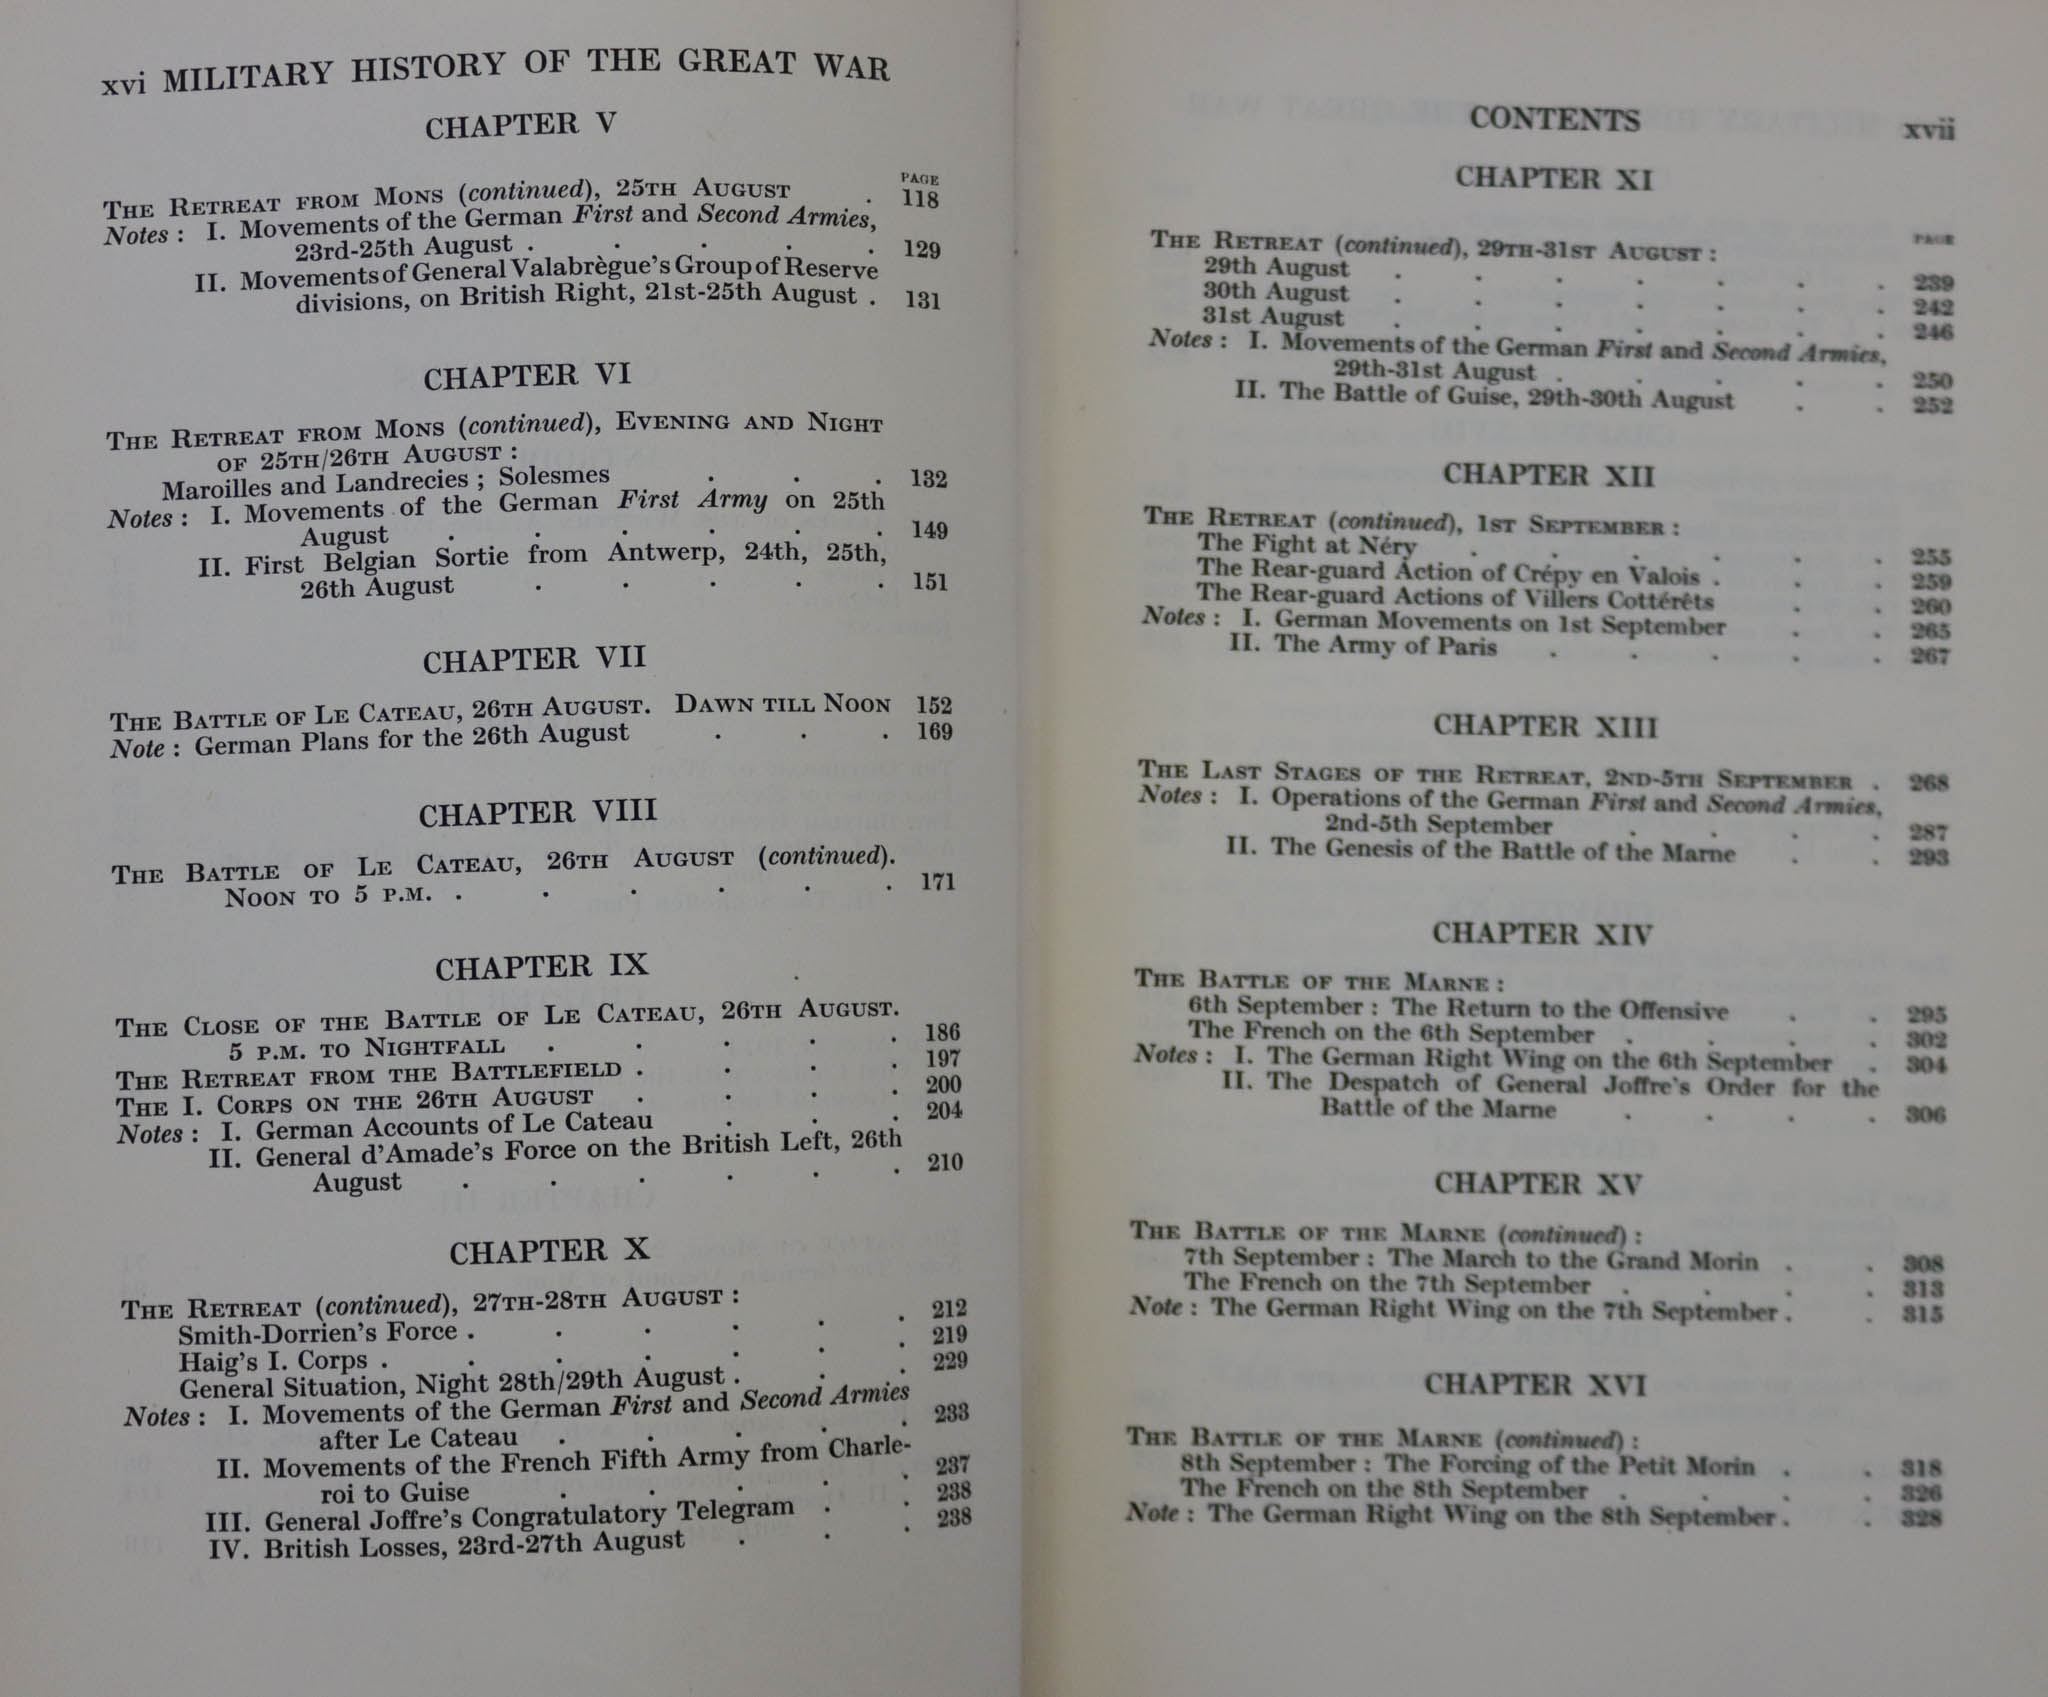 xvi MILITARY HISTORY OF THE GREAT WAR
CHAPTER V
PAGE
THE RETREAT FROM MONS (continued), 25TH AUGUST . 118
Notes : I. Movements of the German First and Second Armies,
23rd-25th August . . . . . 129
II. Movements of General Valabrègue's Group of Reserve
divisions, on British Right, 21st-25th August . 131
CHAPTER VI
THE RETREAT FROM MONS (continued), EVENING AND NIGHT
OF 25TH/26TH AUGUST :
Maroilles and Landrecies ; Solesmes . . . 132
Notes : I. Movements of the German First Army on 25th
August . . . . . . 149
II. First Belgian Sortie from Antwerp, 24th, 25th,
26th August . . . . . 151
CHAPTER VII
THE BATTLE OF LE CATEAU, 26TH AUGUST. DAWN TILL NOON 152
Note : German Plans for the 26th August . . . 169
CHAPTER VIII
THE BATTLE OF LE CATEAU, 26TH AUGUST (continued).
NOON TO 5 P.M. . . . . . . 171
CHAPTER IX
THE CLOSE OF THE BATTLE OF LE CATEAU, 26TH AUGUST.
5 P.M. TO NIGHTFALL . . . . . 186
THE RETREAT FROM THE BATTLEFIELD . . . . 197
THE I. CORPS ON THE 26TH AUGUST . . . . 200
Notes : I. German Accounts of Le Cateau . . . 204
II. General d'Amade's Force on the British Left, 26th
August . . . . . . 210
CHAPTER X
THE RETREAT (continued), 27TH-28TH AUGUST :
Smith-Dorrien's Force . . . . . . 212
Haig's I. Corps . . . . . . . 219
General Situation, Night 28th/29th August . . . 229
Notes : I. Movements of the German First and Second Armies
after Le Cateau . . . . . 233
II. Movements of the French Fifth Army from Charle-
roi to Guise . . . . . 237
III. General Joffre's Congratulatory Telegram . . 238
IV. British Losses, 23rd-27th August . . . 238
CONTENTS xvii
CHAPTER XI
PAGE
THE RETREAT (continued), 29TH-31ST AUGUST :
29th August . . . . . . . 239
30th August . . . . . . . 242
31st August . . . . . . . 246
Notes : I. Movements of the German First and Second Armies,
29th-31st August . . . . . 250
II. The Battle of Guise, 29th-30th August . . 252
CHAPTER XII
THE RETREAT (continued), 1ST SEPTEMBER :
The Fight at Néry . . . . . . 255
The Rear-guard Action of Crépy en Valois . . . 259
The Rear-guard Actions of Villers Cottérêts . . 260
Notes : I. German Movements on 1st September . . 265
II. The Army of Paris . . . . . 267
CHAPTER XIII
THE LAST STAGES OF THE RETREAT, 2ND-5TH SEPTEMBER . 268
Notes : I. Operations of the German First and Second Armies,
2nd-5th September . . . . 287
II. The Genesis of the Battle of the Marne . . 293
CHAPTER XIV
THE BATTLE OF THE MARNE :
6th September : The Return to the Offensive . . 295
The French on the 6th September . . . . 302
Notes : I. The German Right Wing on the 6th September . 304
II. The Despatch of General Joffre's Order for the
Battle of the Marne . . . . 306
CHAPTER XV
THE BATTLE OF THE MARNE (continued) :
7th September : The March to the Grand Morin . . 308
The French on the 7th September . . . . 313
Note : The German Right Wing on the 7th September . . 315
CHAPTER XVI
THE BATTLE OF THE MARNE (continued) :
8th September : The Forcing of the Petit Morin . . 318
The French on the 8th September . . . . 326
Note : The German Right Wing on the 8th September . . 328